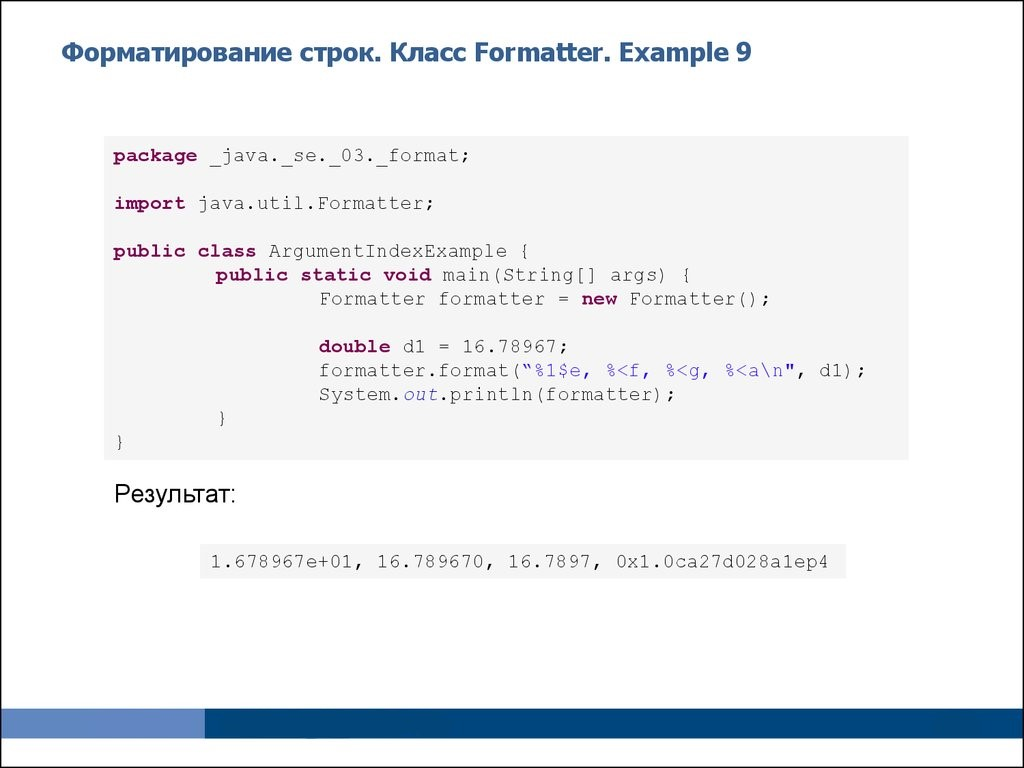 Форматирование строк. Класс Formatter. Example 9
package _java._se._03._format;
import java.util.Formatter;
public class ArgumentIndexExample {
public static void main(String[] args) {
Formatter formatter = new Formatter();
double d1 = 16.78967;
formatter.format(“%1$e, %<f, %<g, %<a\n", d1);
System.out.println(formatter);
}
}
Результат:
1.678967e+01, 16.789670, 16.7897, 0x1.0ca27d028a1ep4